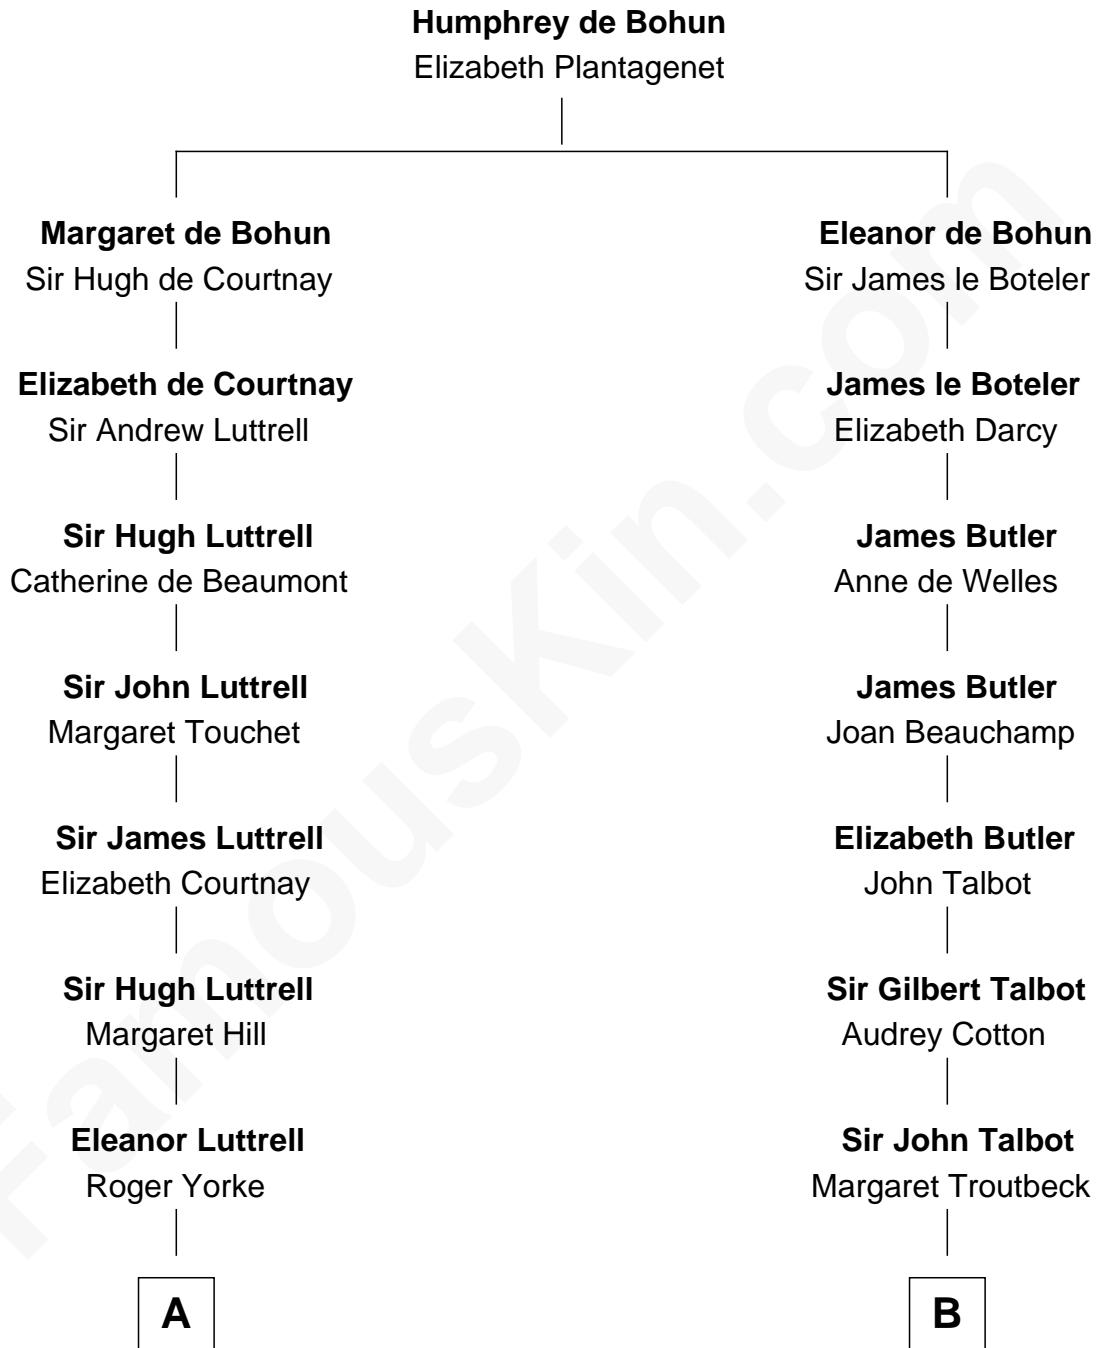 Humphrey de Bohun
Elizabeth Plantagenet
Margaret de Bohun
Sir Hugh de Courtnay
Elizabeth de Courtnay
Sir Andrew Luttrell
Sir Hugh Luttrell
Catherine de Beaumont
Sir John Luttrell
Margaret Touchet
Sir James Luttrell
Elizabeth Courtnay
Sir Hugh Luttrell
Margaret Hill
Eleanor Luttrell
Roger Yorke
A
Eleanor de Bohun
Sir James le Boteler
James le Boteler
Elizabeth Darcy
James Butler
Anne de Welles
James Butler
Joan Beauchamp
Elizabeth Butler
John Talbot
Sir Gilbert Talbot
Audrey Cotton
Sir John Talbot
Margaret Troutbeck
B
FamousKin.com